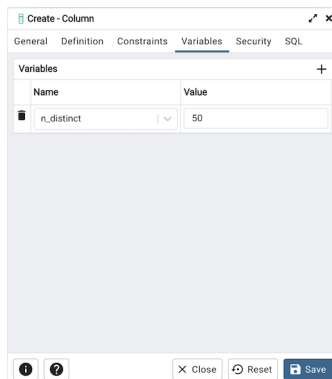 Create - Column
General Definition Constraints Variables Security SQL
Variables
Name Value
n_distinct 50
Close Reset Save